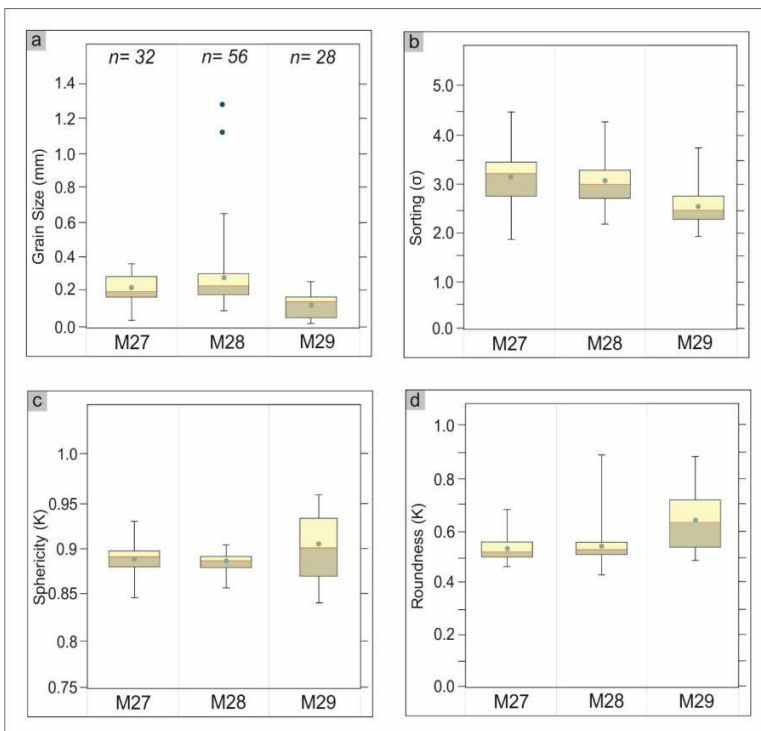 a
n= 32 n= 56 n= 28
1.4
1.2
1.0
0.8
0.6
0.4
0.2
0.0
Grain Size (mm)
M27 M28 M29
b
5.0
4.0
3.0
2.0
1.0
0.0
Sorting (σ)
M27 M28 M29
c
1.0
0.95
0.9
0.85
0.8
0.75
Sphericity (K)
M27 M28 M29
d
1.0
0.8
0.6
0.4
0.2
0.0
Roundness (K)
M27 M28 M29